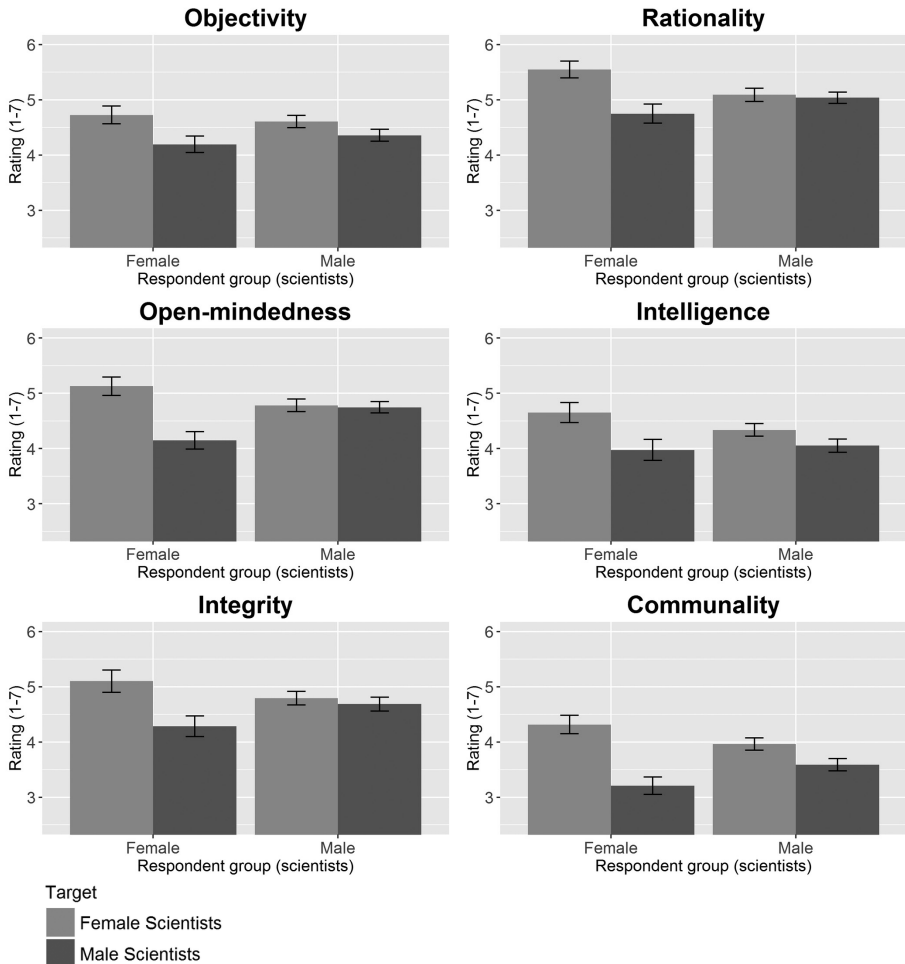 Objectivity
Rating (1-7)
6
5
4
3
Female
Male
Respondent group (scientists)
Rationality
Rating (1-7)
6
5
4
3
Female
Male
Respondent group (scientists)
Open-mindedness
Rating (1-7)
6
5
4
3
Female
Male
Respondent group (scientists)
Intelligence
Rating (1-7)
6
5
4
3
Female
Male
Respondent group (scientists)
Integrity
Rating (1-7)
6
5
4
3
Female
Male
Respondent group (scientists)
Communality
Rating (1-7)
6
5
4
3
Female
Male
Respondent group (scientists)
Target
Female Scientists
Male Scientists